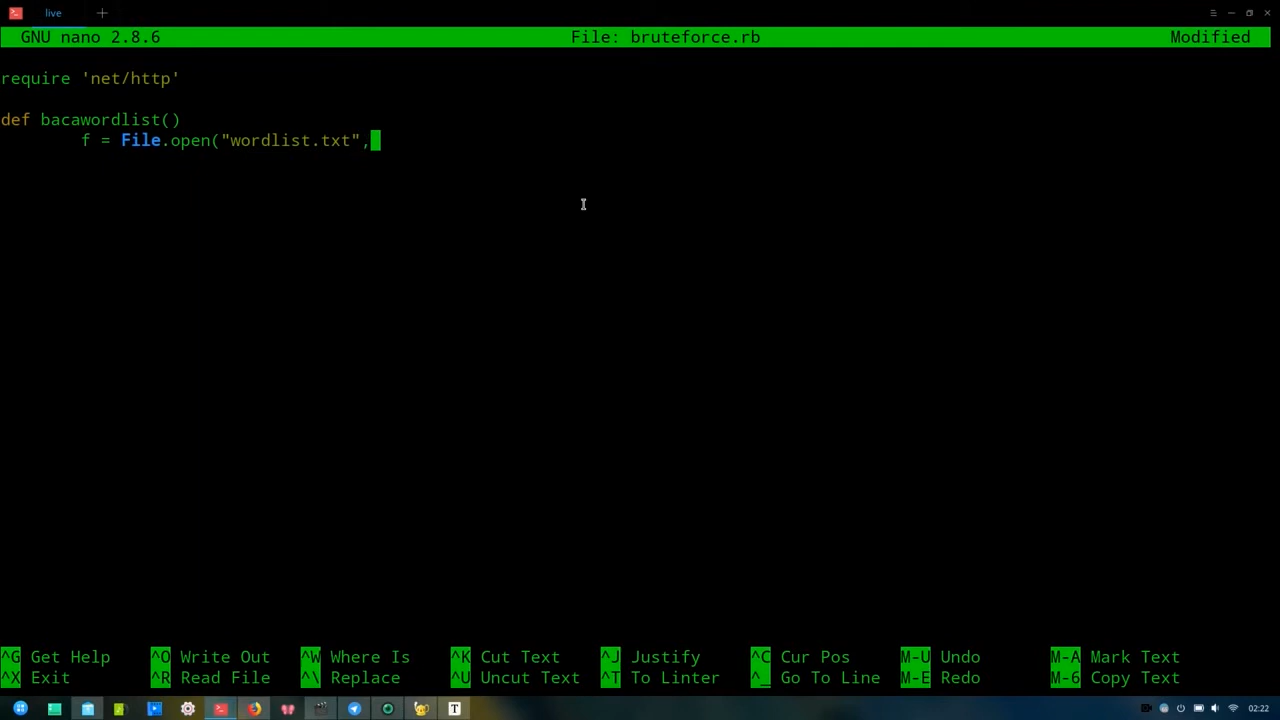 live
GNU nano 2.8.6 File: bruteforce.rb Modified
require 'net/http'
def bacawordlist()
f = File.open("wordlist.txt",
^G Get Help ^O Write Out ^W Where Is ^K Cut Text ^J Justify ^C Cur Pos M-U Undo M-A Mark Text
^X Exit ^R Read File ^\ Replace ^U Uncut Text ^T To Linter ^_ Go To Line M-E Redo M-6 Copy Text
T
02:22